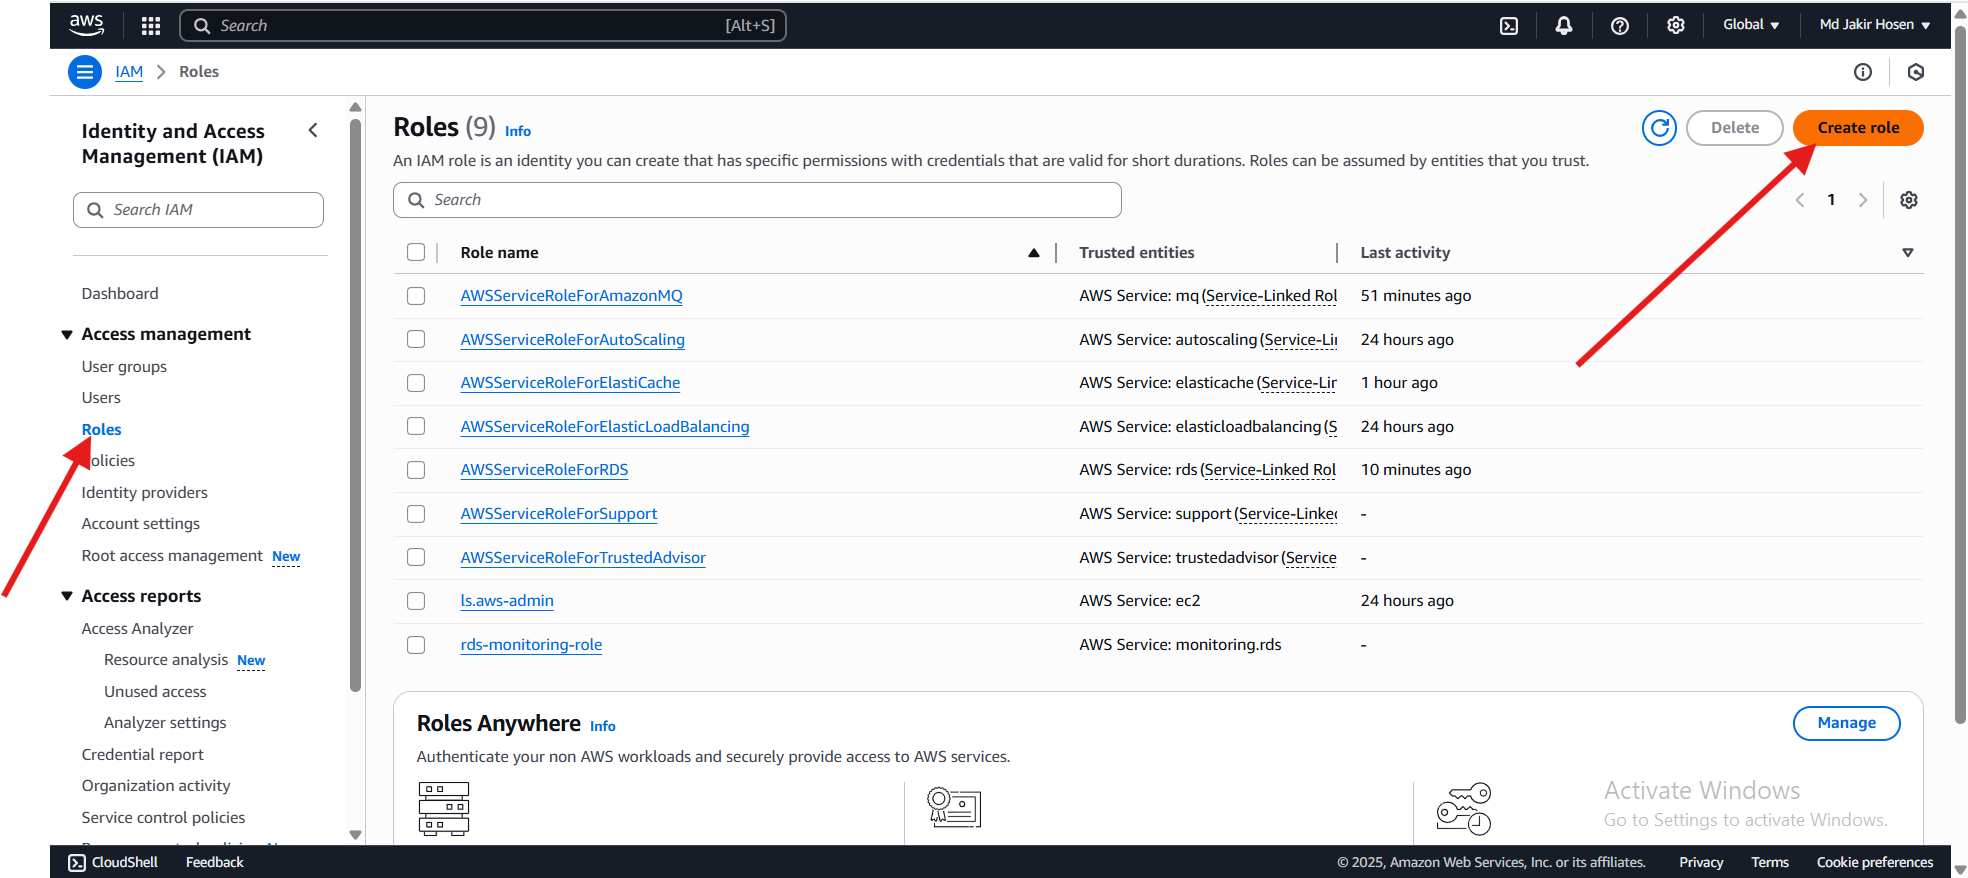 aws
Search [Alt+S]
Global
Md Jakir Hosen
IAM > Roles
Identity and Access
Management (IAM)
Search IAM
Dashboard
Access management
User groups
Users
Roles
olicies
Identity providers
Account settings
Root access management New
Access reports
Access Analyzer
Resource analysis New
Unused access
Analyzer settings
Credential report
Organization activity
Service control policies
Roles (9) Info
Delete
Create role
An IAM role is an identity you can create that has specific permissions with credentials that are valid for short durations. Roles can be assumed by entities that you trust.
Search
1
Role name Trusted entities Last activity
AWSServiceRoleForAmazonMQ AWS Service: mq (Service-Linked Rol 51 minutes ago
AWSServiceRoleForAutoScaling AWS Service: autoscaling (Service-Lin 24 hours ago
AWSServiceRoleForElastiCache AWS Service: elasticache (Service-Lin 1 hour ago
AWSServiceRoleForElasticLoadBalancing AWS Service: elasticloadbalancing (S 24 hours ago
AWSServiceRoleForRDS AWS Service: rds (Service-Linked Rol 10 minutes ago
AWSServiceRoleForSupport AWS Service: support (Service-Linked -
AWSServiceRoleForTrustedAdvisor AWS Service: trustedadvisor (Service -
ls.aws-admin AWS Service: ec2 24 hours ago
rds-monitoring-role AWS Service: monitoring.rds -
Roles Anywhere Info
Manage
Authenticate your non AWS workloads and securely provide access to AWS services.
Activate Windows
Go to Settings to activate Windows.
CloudShell Feedback
© 2025, Amazon Web Services, Inc. or its affiliates. Privacy Terms Cookie preferences